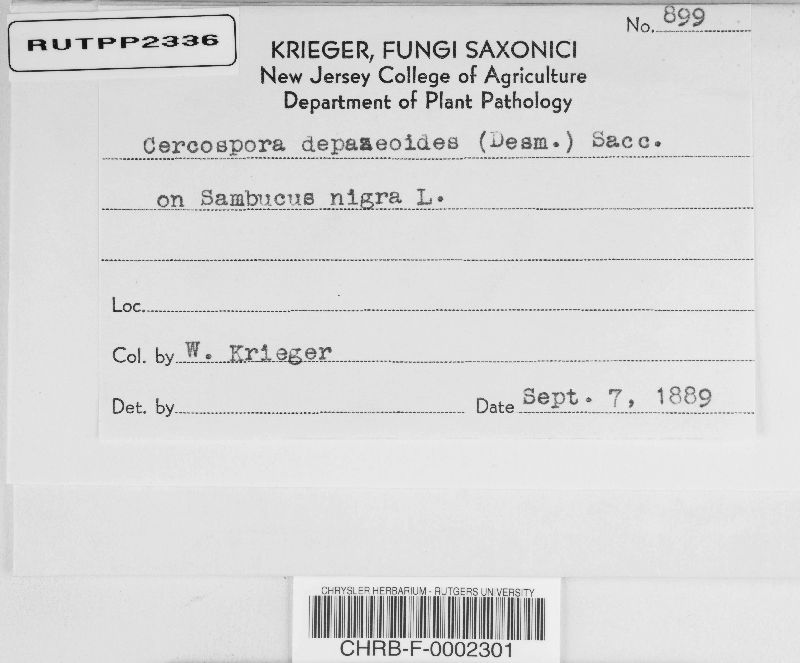 No. 899
RUTPP2336
KRIEGER, FUNGI SAXONICI
New Jersey College of Agriculture
Department of Plant Pathology
Cercospora depazeoides (Desm.) Sacc.
on Sambucus nigra L.
Loc.
Col. by W. Krieger
Det. by
Date Sept. 7, 1889
CHRYSLER HERBARIUM - RUTGERS UNIVERSITY
CHRB-F-0002301